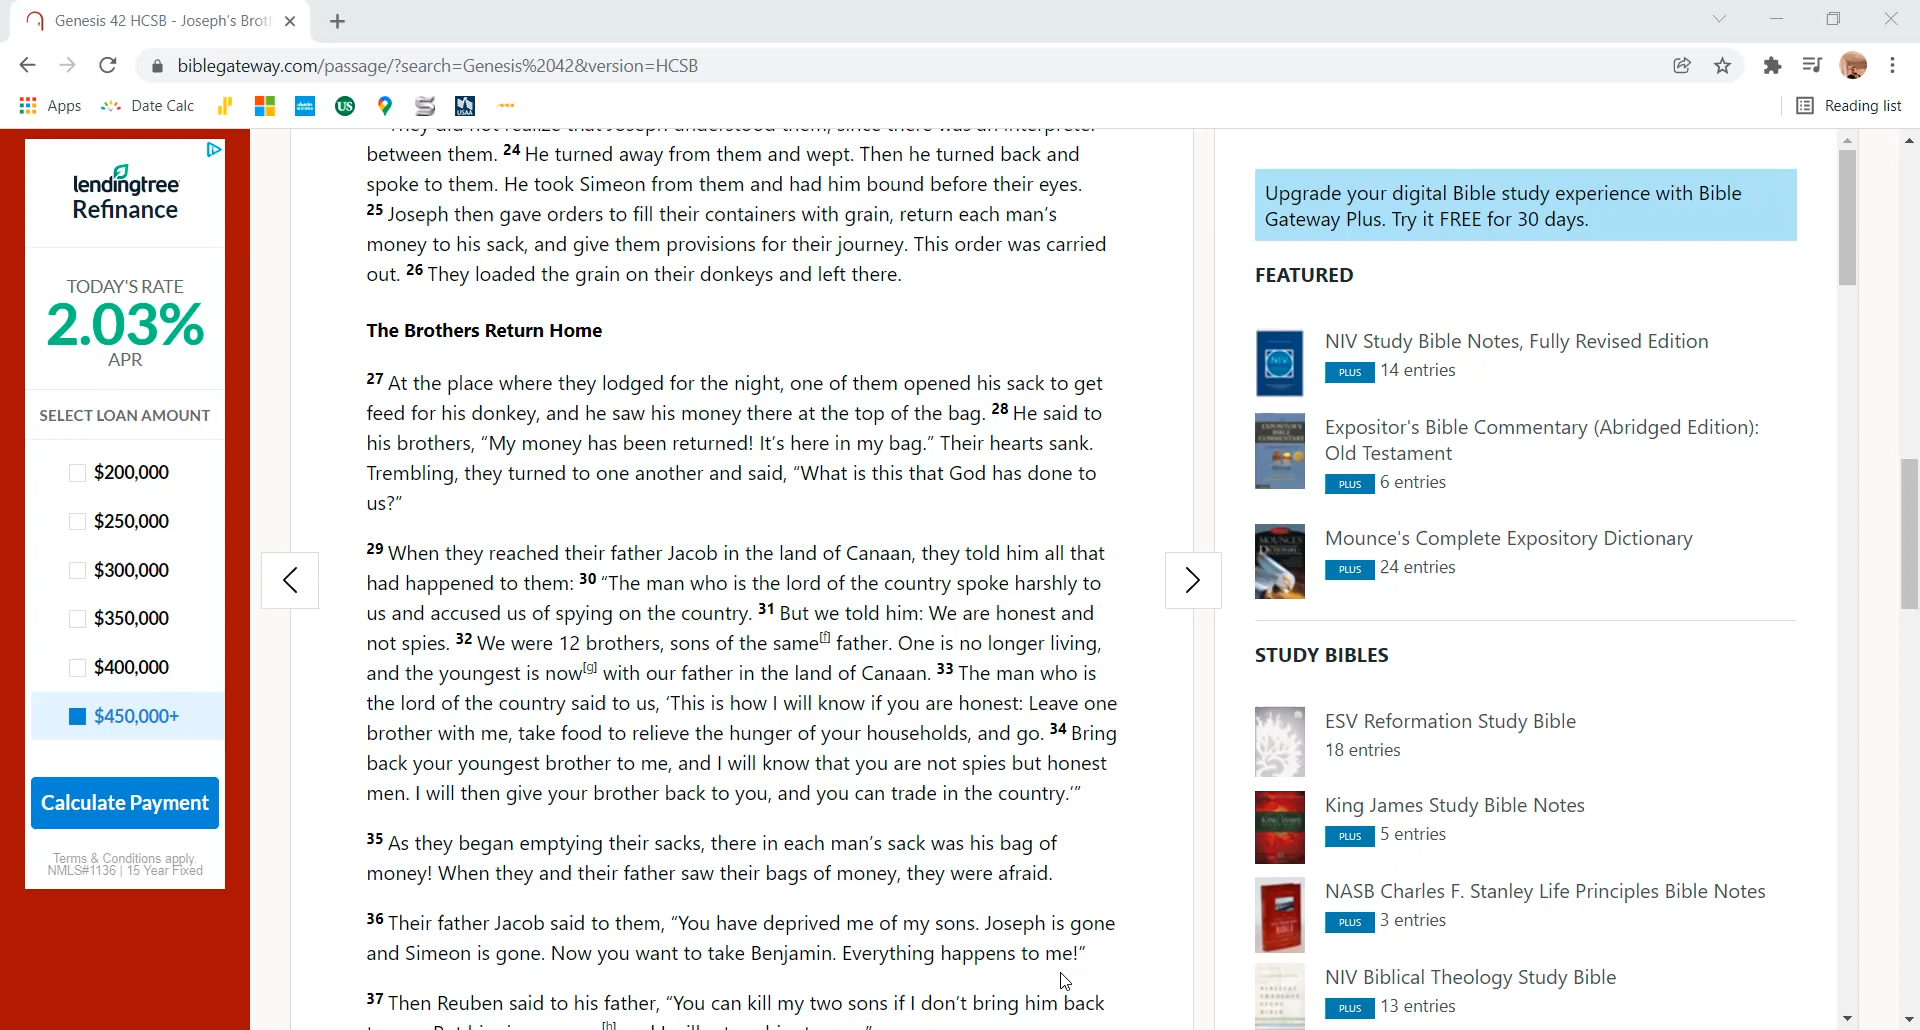 Genesis 42 HCSB - Joseph's Brot
biblegateway.com/passage/?search=Genesis%2042&version=HCSB
Apps
Date Calc
US
USAA
Reading list
lendingtree
Refinance
TODAY'S RATE
2.03%
APR
SELECT LOAN AMOUNT
$200,000
$250,000
$300,000
$350,000
$400,000
$450,000+
Calculate Payment
Terms & Conditions apply.
NMLS#1136 | 15 Year Fixed
They did not realize that Joseph understood them, since there was an interpreter
between them. 24 He turned away from them and wept. Then he turned back and
spoke to them. He took Simeon from them and had him bound before their eyes.
25 Joseph then gave orders to fill their containers with grain, return each man’s
money to his sack, and give them provisions for their journey. This order was carried
out. 26 They loaded the grain on their donkeys and left there.
The Brothers Return Home
27 At the place where they lodged for the night, one of them opened his sack to get
feed for his donkey, and he saw his money there at the top of the bag. 28 He said to
his brothers, “My money has been returned! It’s here in my bag.” Their hearts sank.
Trembling, they turned to one another and said, “What is this that God has done to
us?”
29 When they reached their father Jacob in the land of Canaan, they told him all that
had happened to them: 30 “The man who is the lord of the country spoke harshly to
us and accused us of spying on the country. 31 But we told him: We are honest and
not spies. 32 We were 12 brothers, sons of the same[f] father. One is no longer living,
and the youngest is now[g] with our father in the land of Canaan. 33 The man who is
the lord of the country said to us, ‘This is how I will know if you are honest: Leave one
brother with me, take food to relieve the hunger of your households, and go. 34 Bring
back your youngest brother to me, and I will know that you are not spies but honest
men. I will then give your brother back to you, and you can trade in the country.’”
35 As they began emptying their sacks, there in each man’s sack was his bag of
money! When they and their father saw their bags of money, they were afraid.
36 Their father Jacob said to them, “You have deprived me of my sons. Joseph is gone
and Simeon is gone. Now you want to take Benjamin. Everything happens to me!”
37 Then Reuben said to his father, “You can kill my two sons if I don’t bring him back
[h]
Upgrade your digital Bible study experience with Bible
Gateway Plus. Try it FREE for 30 days.
FEATURED
NIV
NIV Study Bible Notes, Fully Revised Edition
PLUS 14 entries
Expositor's Bible Commentary (Abridged Edition):
Old Testament
PLUS 6 entries
Mounce's Complete Expository Dictionary
PLUS 24 entries
STUDY BIBLES
ESV Reformation Study Bible
18 entries
King James Study Bible Notes
PLUS 5 entries
NASB Charles F. Stanley Life Principles Bible Notes
PLUS 3 entries
NIV Biblical Theology Study Bible
PLUS 13 entries